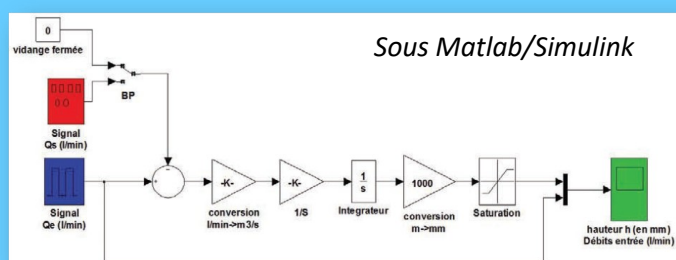 Sous Matlab/Simulink
0
vidange fermée
BP
Signal
Qs (l/min)
Signal
Qe (l/min)
-
+
-K-
conversion
l/min->m3/s
-K-
1/S
1
s
Integrateur
1000
conversion
m->mm
Saturation
hauteur h (en mm)
Débits entrée (l/min)